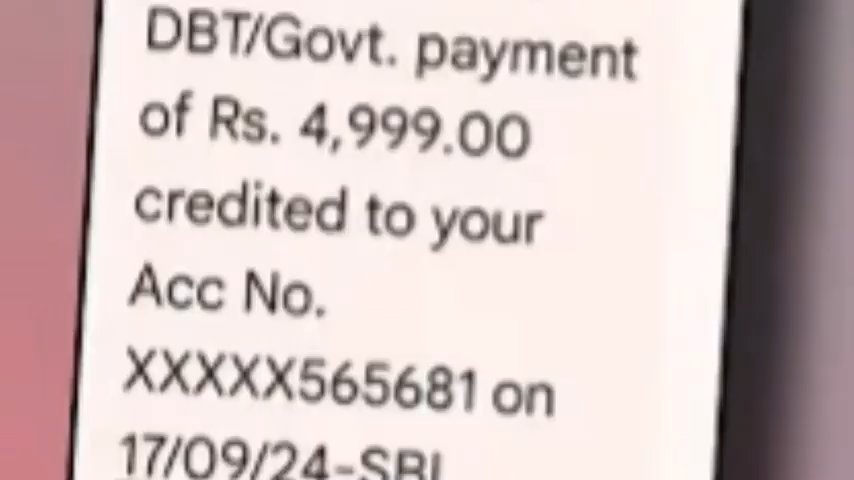 DBT/Govt. payment
of Rs. 4,999.00
credited to your
Acc No.
XXXXX565681 on
17/09/24-SBI